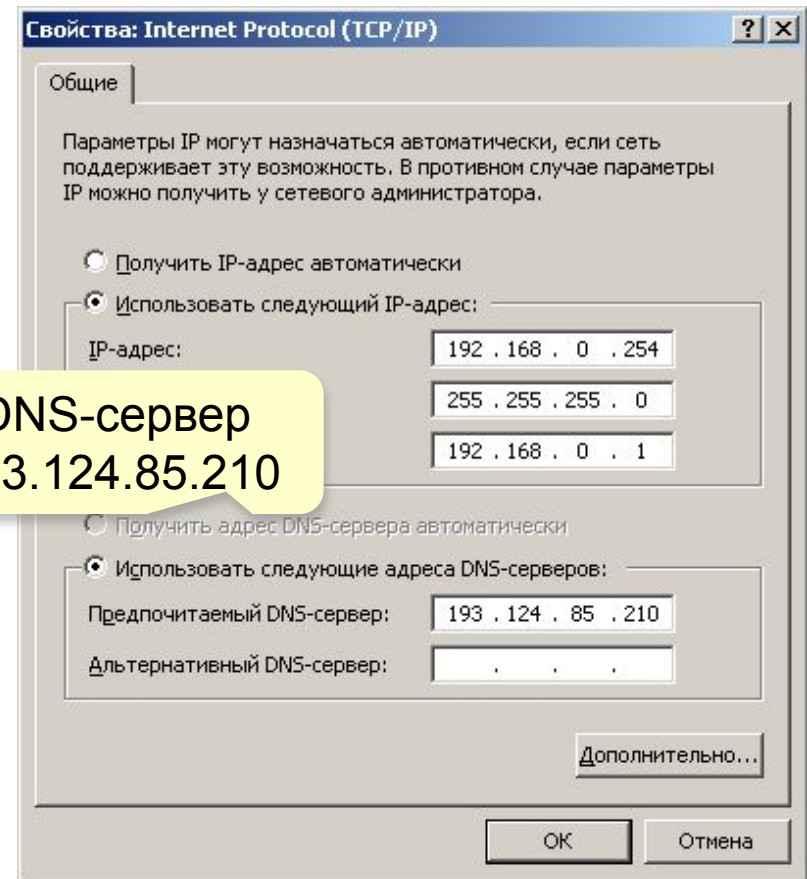 Свойства: Internet Protocol (TCP/IP)
Общие
Параметры IP могут назначаться автоматически, если сеть
поддерживает эту возможность. В противном случае параметры
IP можно получить у сетевого администратора.
Получить IP-адрес автоматически
Использовать следующий IP-адрес:
IP-адрес: 192 . 168 . 0 . 254
255 . 255 . 255 . 0
DNS-сервер
3.124.85.210
192 . 168 . 0 . 1
Получить адрес DNS-сервера автоматически
Использовать следующие адреса DNS-серверов:
Предпочитаемый DNS-сервер: 193 . 124 . 85 . 210
Альтернативный DNS-сервер: . . .
Дополнительно...
ОК Отмена